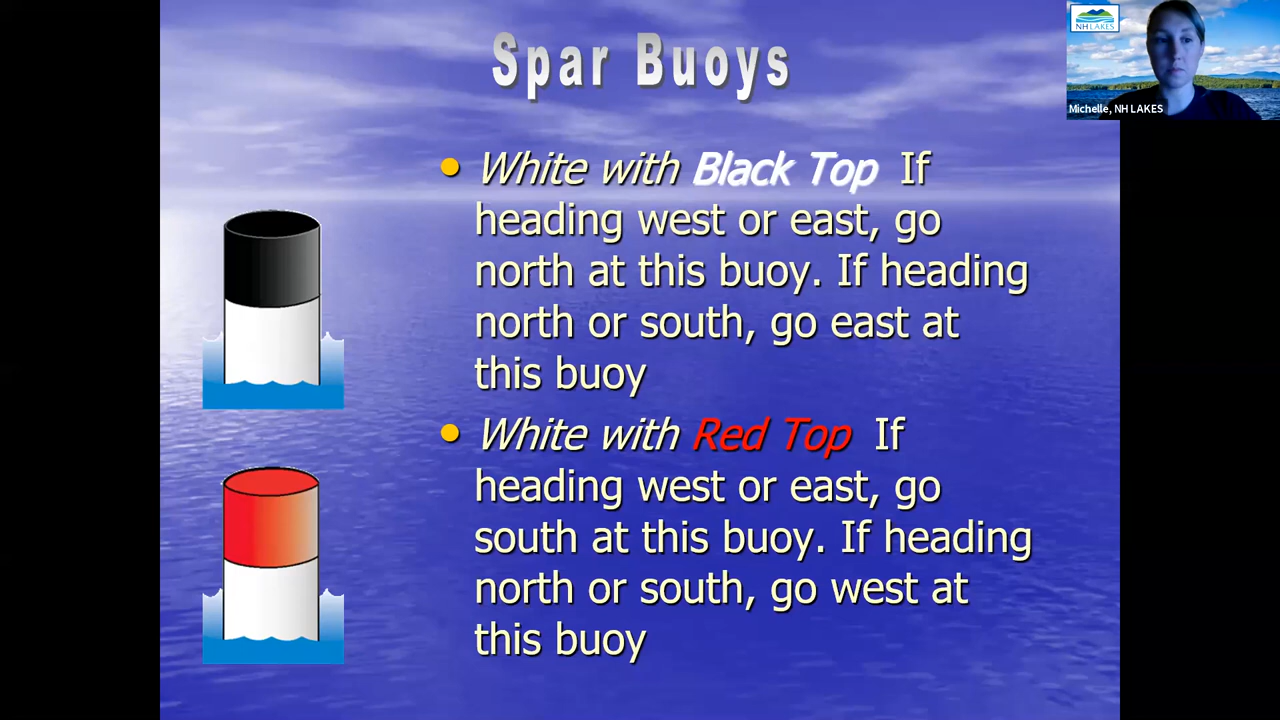 Spar Buoys
NH LAKES
Michelle, NH LAKES
• White with Black Top If
heading west or east, go
north at this buoy. If heading
north or south, go east at
this buoy
• White with Red Top If
heading west or east, go
south at this buoy. If heading
north or south, go west at
this buoy